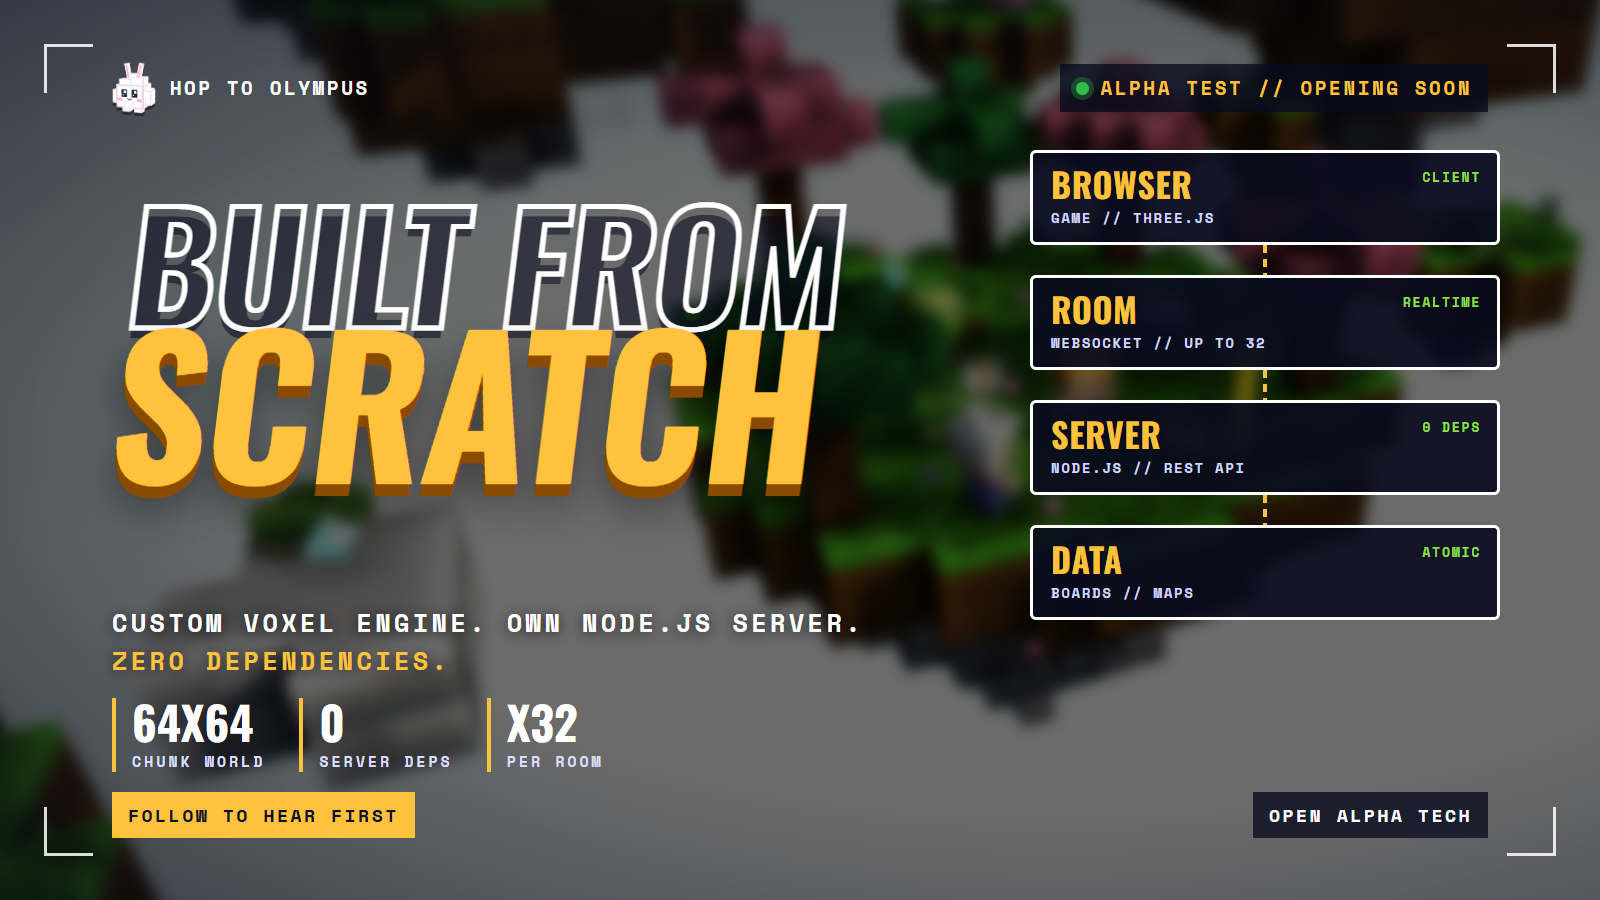 HOP TO OLYMPUS
ALPHA TEST // OPENING SOON
BUILT FROM
SCRATCH
CUSTOM VOXEL ENGINE. OWN NODE.JS SERVER.
ZERO DEPENDENCIES.
64X64
CHUNK WORLD
0
SERVER DEPS
X32
PER ROOM
FOLLOW TO HEAR FIRST
BROWSER
CLIENT
GAME // THREE.JS
ROOM
REALTIME
WEBSOCKET // UP TO 32
SERVER
0 DEPS
NODE.JS // REST API
DATA
ATOMIC
BOARDS // MAPS
OPEN ALPHA TECH